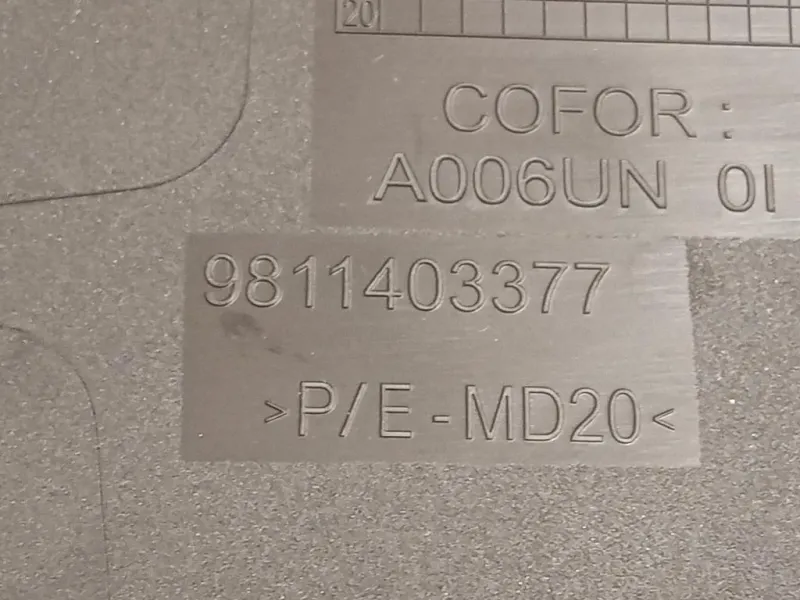 20
COFOR :
A006UN 01
9811403377
>P/E-MD20<